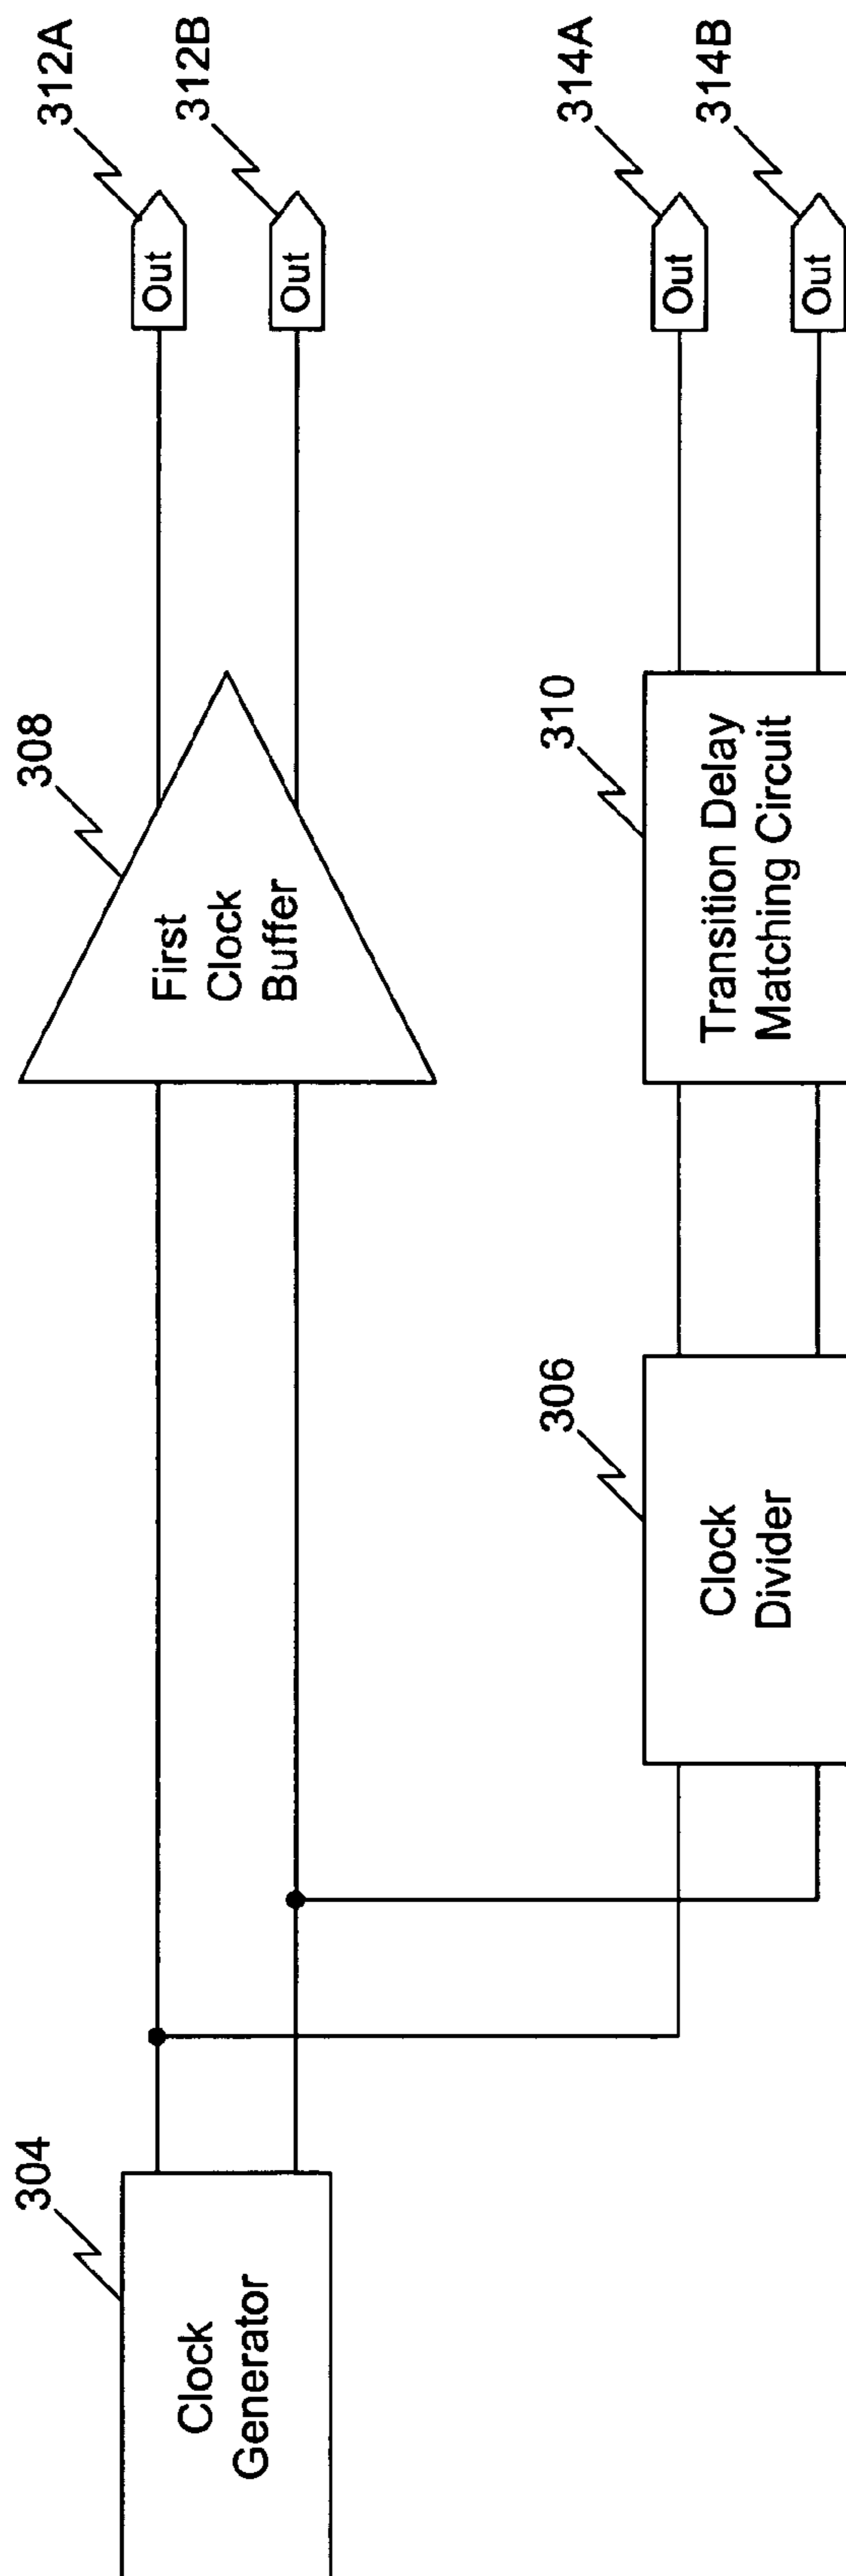 304
Clock
Generator
308
First
Clock
Buffer
312A
Out
312B
Out
306
Clock
Divider
310
Transition Delay
Matching Circuit
314A
Out
314B
Out